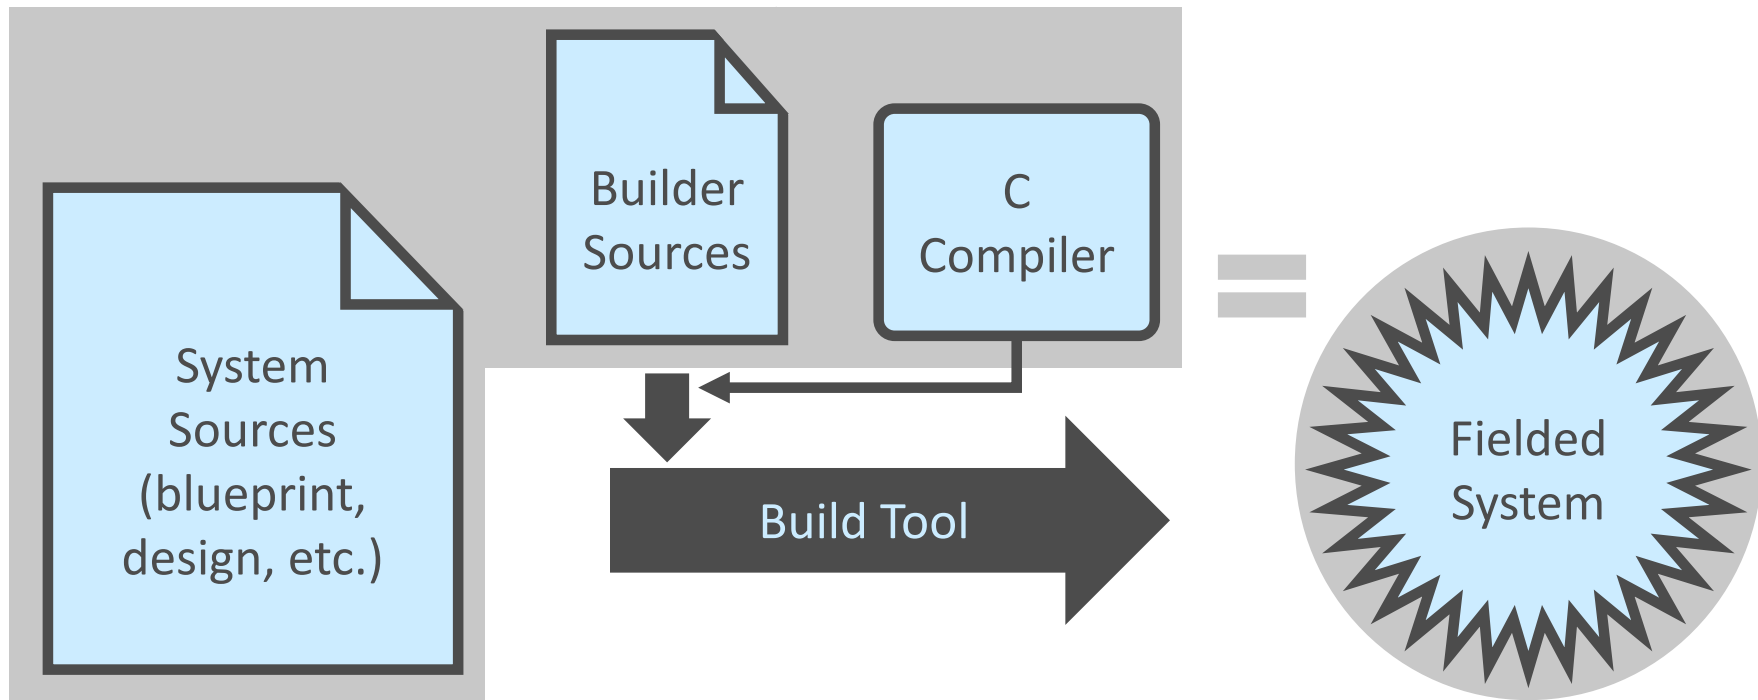 Builder
Sources
C
Compiler
System
Sources
(blueprint,
design, etc.)
Build Tool
Fielded
System